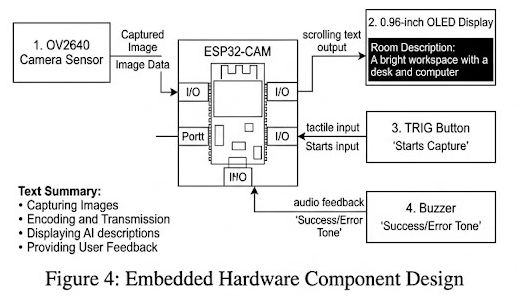 1. OV2640
Camera Sensor
Captured
Image
Image Data
ESP32-CAM
I/O
Portt
I/O
I/O
I/O
scrolling text
output
2. 0.96-inch OLED Display
Room Description:
A bright workspace with a
desk and computer
tactile input
Starts input
3. TRIG Button
'Starts Capture'
audio feedback
'Success/Error
Tone'
4. Buzzer
'Success/Error Tone'
Text Summary:
• Capturing Images
• Encoding and Transmission
• Displaying AI descriptions
• Providing User Feedback
Figure 4: Embedded Hardware Component Design